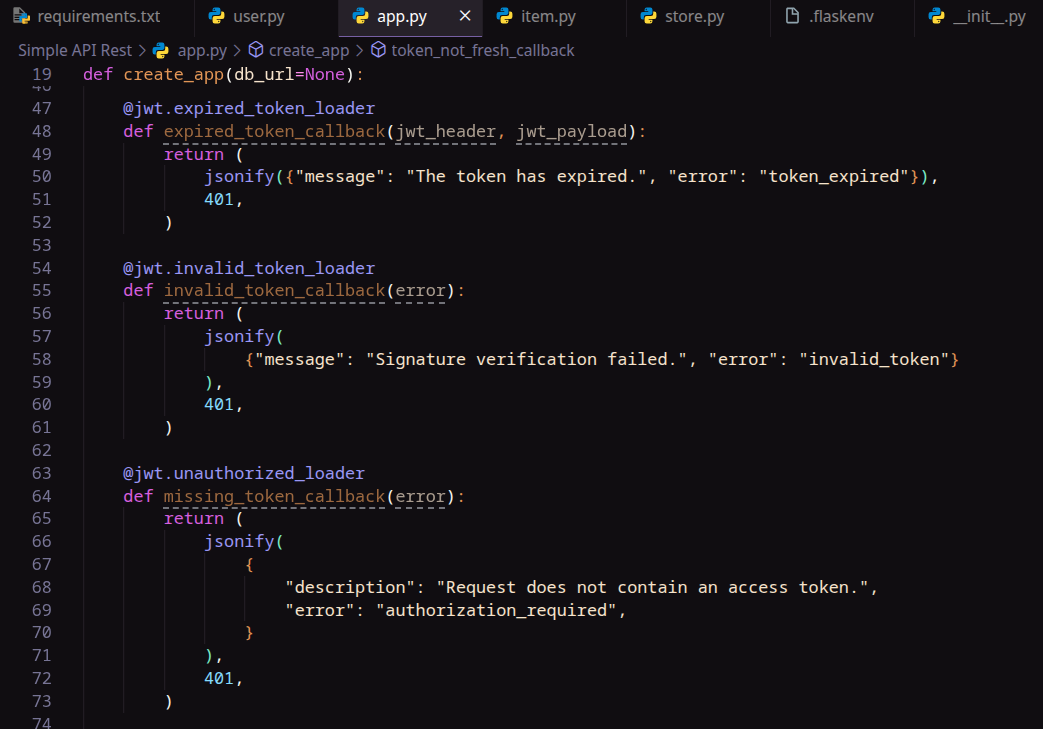 requirements.txt user.py app.py × item.py store.py .flaskenv __init__.py
Simple API Rest > app.py > create_app > token_not_fresh_callback
19 def create_app(db_url=None):
46
47 @jwt.expired_token_loader
48 def expired_token_callback(jwt_header, jwt_payload):
49 return (
50 jsonify({"message": "The token has expired.", "error": "token_expired"}),
51 401,
52 )
53
54 @jwt.invalid_token_loader
55 def invalid_token_callback(error):
56 return (
57 jsonify(
58 {"message": "Signature verification failed.", "error": "invalid_token"}
59 ),
60 401,
61 )
62
63 @jwt.unauthorized_loader
64 def missing_token_callback(error):
65 return (
66 jsonify(
67 {
68 "description": "Request does not contain an access token.",
69 "error": "authorization_required",
70 }
71 ),
72 401,
73 )
74